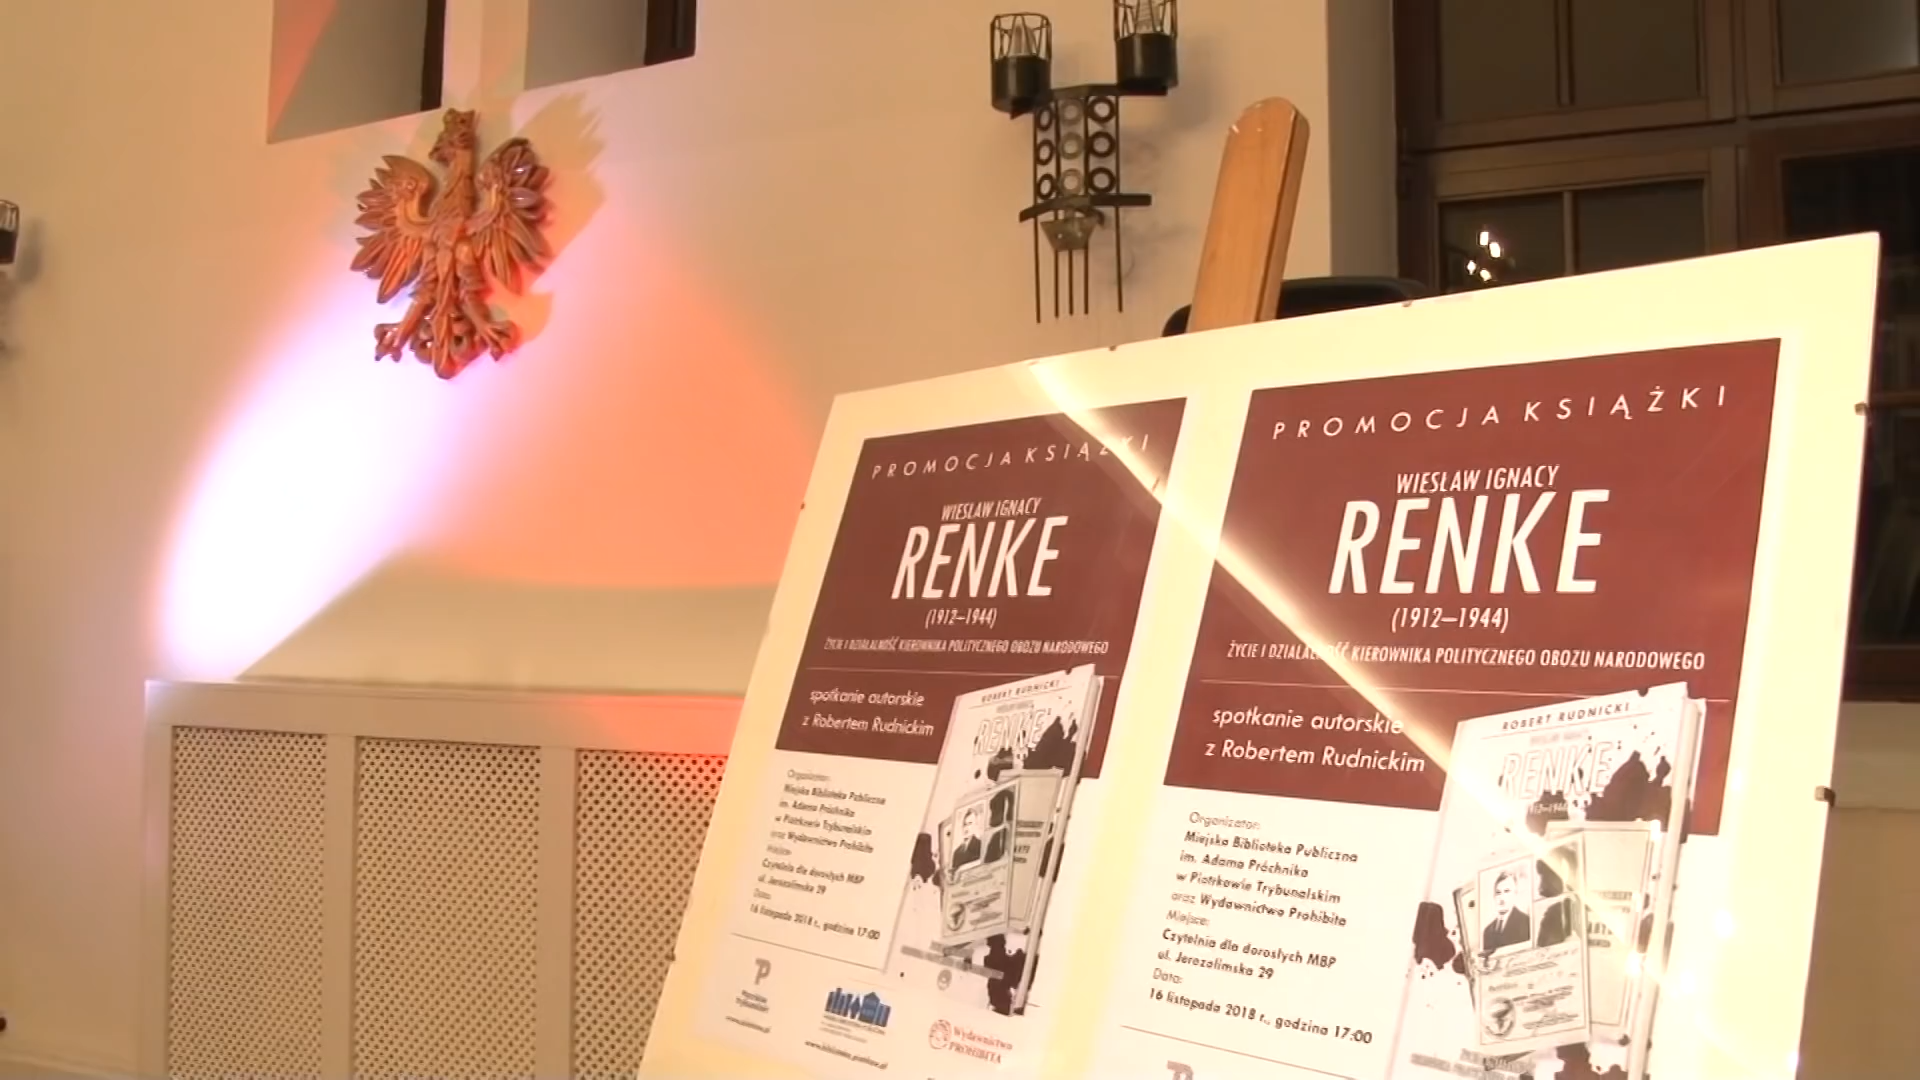 PROMOCJA KSIĄŻKI
WIESŁAW IGNACY
RENKE
(1912–1944)
ŻYCIE I DZIAŁALNOŚĆ KIEROWNIKA POLITYCZNEGO OBOZU NARODOWEGO
spotkanie autorskie
z Robertem Rudnickim
ROBERT RUDNICKI
RENKE
Organizator:
Miejska Biblioteka Publiczna
im. Adama Próchnika
w Piotrkowie Trybunalskim
oraz Wydawnictwo Prohibita
Miejsce:
Czytelnia dla dorosłych MBP
ul. Jerozolimska 29
Data:
16 listopada 2018 r., godzina 17:00
Wydawnictwo
PROHIBITA
PROMOCJA KSIĄŻKI
WIESŁAW IGNACY
RENKE
(1912–1944)
ŻYCIE I DZIAŁALNOŚĆ KIEROWNIKA POLITYCZNEGO OBOZU NARODOWEGO
spotkanie autorskie
z Robertem Rudnickim
ROBERT RUDNICKI
RENKE
Organizator:
Miejska Biblioteka Publiczna
im. Adama Próchnika
w Piotrkowie Trybunalskim
oraz Wydawnictwo Prohibita
Miejsce:
Czytelnia dla dorosłych MBP
ul. Jerozolimska 29
Data:
16 listopada 2018 r., godzina 17:00